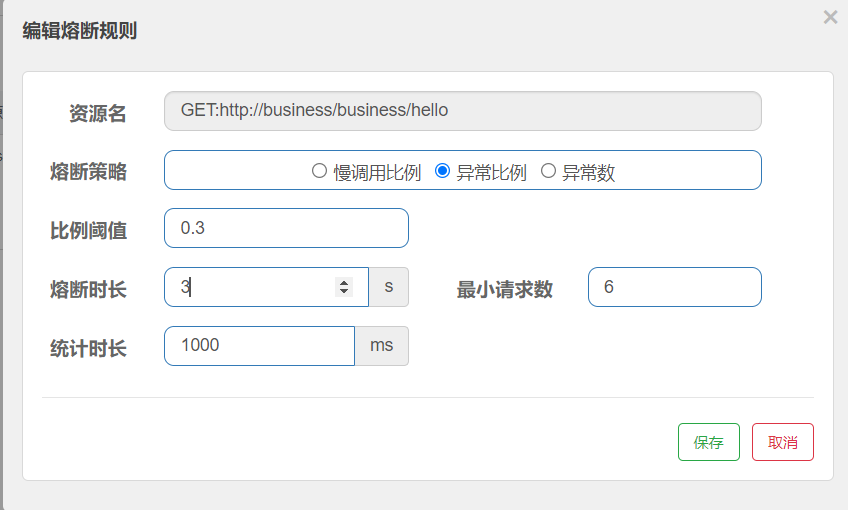 编辑熔断规则
×
资源名 GET:http://business/business/hello
熔断策略 慢调用比例 异常比例 异常数
比例阈值 0.3
熔断时长 3 s 最小请求数 6
统计时长 1000 ms
保存 取消